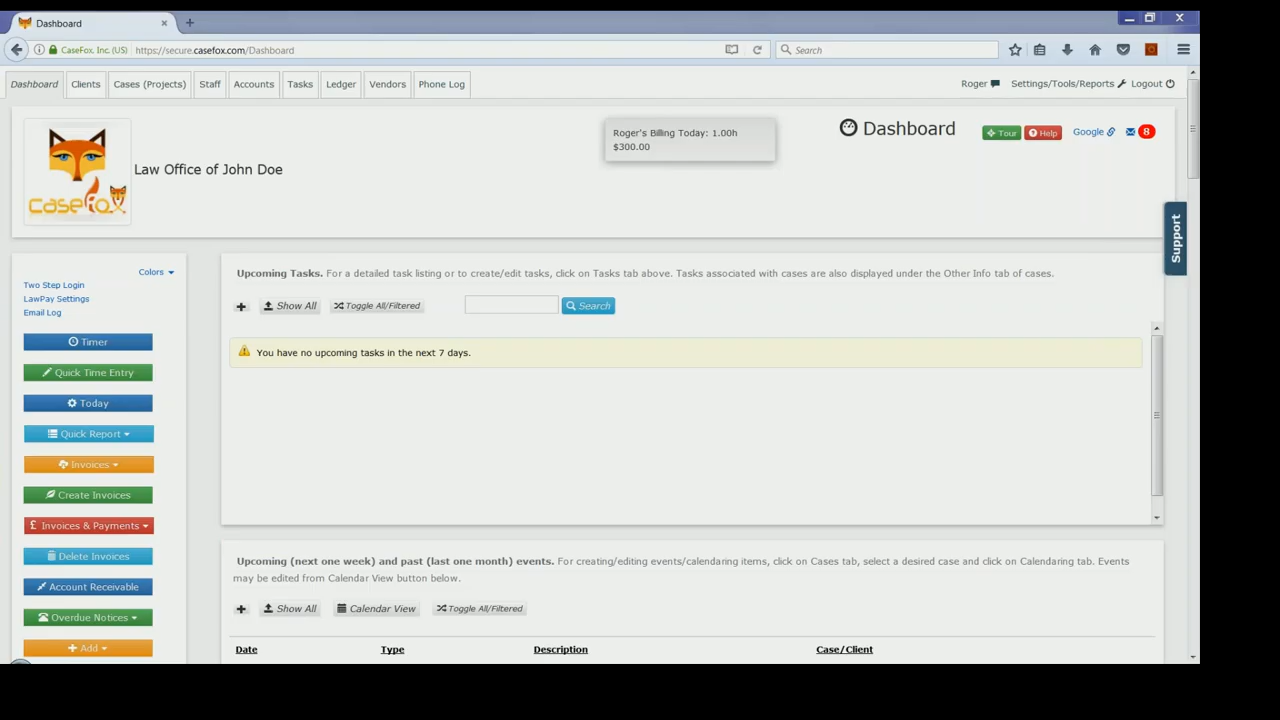 Dashboard
CaseFox, Inc. (US) https://secure.casefox.com/Dashboard Search
Dashboard Clients Cases (Projects) Staff Accounts Tasks Ledger Vendors Phone Log Roger Settings/Tools/Reports Logout
Roger's Billing Today: 1.00h
$300.00
Dashboard Tour Help Google 8
Law Office of John Doe
casefox
Support
Colors
Two Step Login
LawPay Settings
Email Log
Timer
Quick Time Entry
Today
Quick Report
Invoices
Create Invoices
£ Invoices & Payments
Delete Invoices
Account Receivable
Overdue Notices
Add
Upcoming Tasks. For a detailed task listing or to create/edit tasks, click on Tasks tab above. Tasks associated with cases are also displayed under the Other Info tab of cases.
Show All Toggle All/Filtered Search
You have no upcoming tasks in the next 7 days.
Upcoming (next one week) and past (last one month) events. For creating/editing events/calendaring items, click on Cases tab, select a desired case and click on Calendaring tab. Events
may be edited from Calendar View button below.
Show All Calendar View Toggle All/Filtered
Date Type Description Case/Client